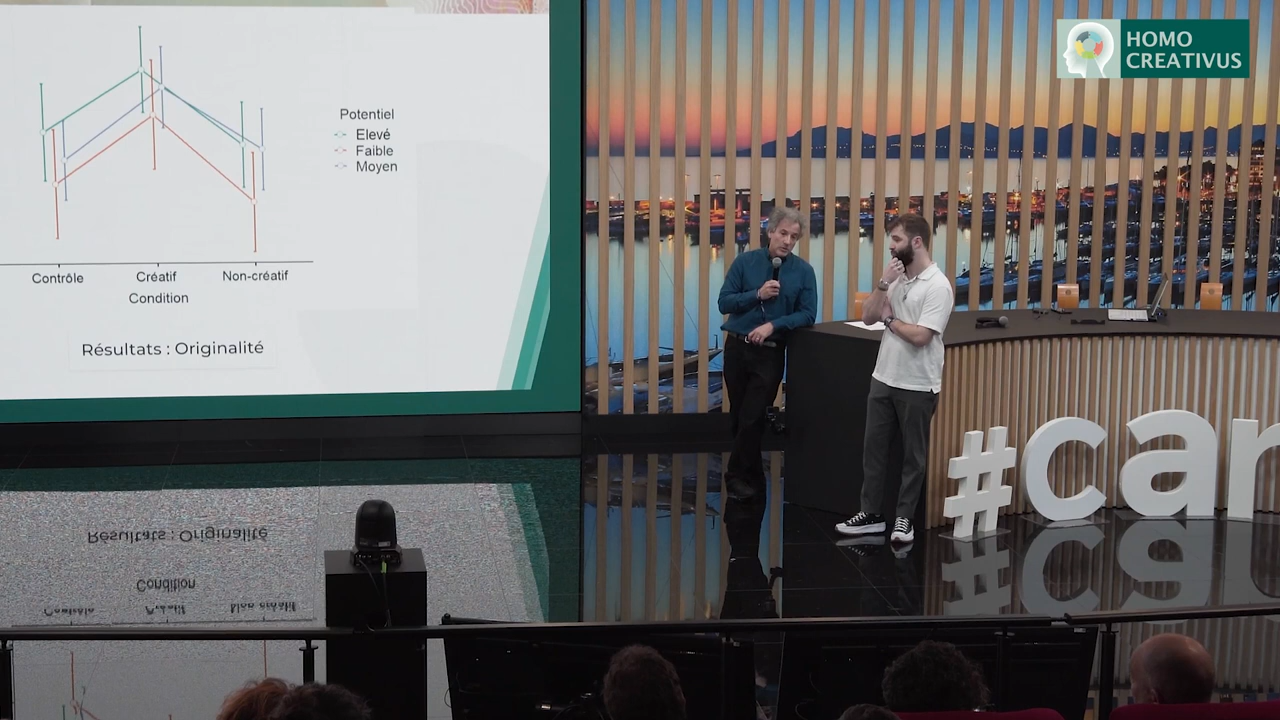 HOMO
CREATIVUS
Potentiel
Elevé
Faible
Moyen
Contrôle
Créatif
Non-créatif
Condition
Résultats : Originalité
#can